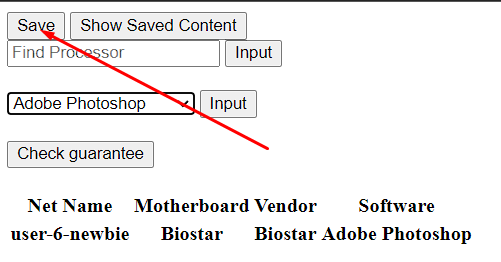 Save Show Saved Content
Find Processor Input
Adobe Photoshop Input
Check guarantee
Net Name Motherboard Vendor Software
user-6-newbie Biostar Biostar Adobe Photoshop